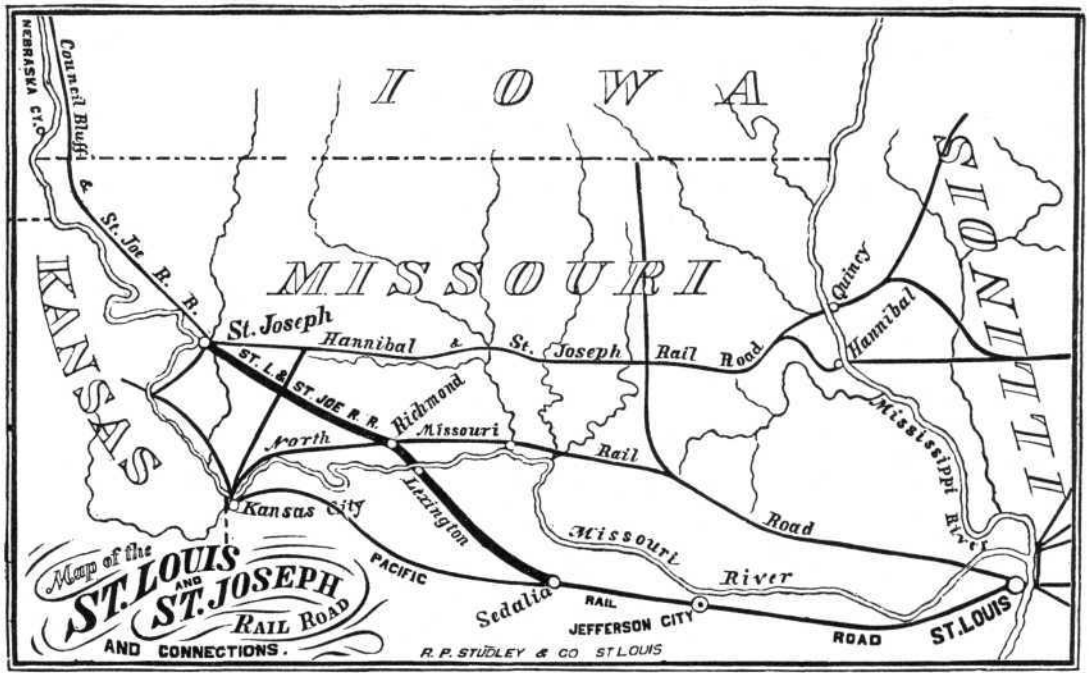 IOWA
NEBRASKA CY.
Council Bluff & St. Joe R. R.
ILLINOIS
KANSAS
MISSOURI
Quincy
St. Joseph
Hannibal & St. Joseph Rail Road
Hannibal
ST. L. & ST. JOE R. R.
Richmond
Mississippi River
North Missouri Rail Road
Lexington
Kansas City
Missouri River
PACIFIC RAIL ROAD
Sedalia
JEFFERSON CITY
ST. LOUIS
Map of the
ST. LOUIS
AND
ST. JOSEPH
RAIL ROAD
AND CONNECTIONS.
R. P. STUDLEY & CO ST LOUIS